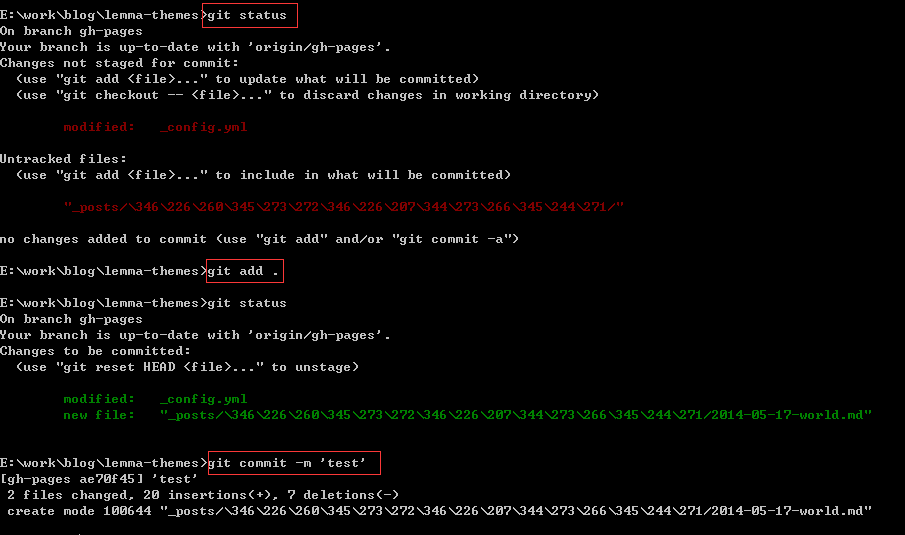 E:\work\blog\lemma-themes>git status
On branch gh-pages
Your branch is up-to-date with 'origin/gh-pages'.
Changes not staged for commit:
  (use "git add <file>..." to update what will be committed)
  (use "git checkout -- <file>..." to discard changes in working directory)
        modified:   _config.yml
Untracked files:
  (use "git add <file>..." to include in what will be committed)
        "_posts/\346\226\260\345\273\272\346\226\207\344\273\266\345\244\271/"
no changes added to commit (use "git add" and/or "git commit -a")
E:\work\blog\lemma-themes>git add .
E:\work\blog\lemma-themes>git status
On branch gh-pages
Your branch is up-to-date with 'origin/gh-pages'.
Changes to be committed:
  (use "git reset HEAD <file>..." to unstage)
        modified:   _config.yml
        new file:   "_posts/\346\226\260\345\273\272\346\226\207\344\273\266\345\244\271/2014-05-17-world.md"
E:\work\blog\lemma-themes>git commit -m 'test'
[gh-pages ae70f45] 'test'
 2 files changed, 20 insertions(+), 7 deletions(-)
 create mode 100644 "_posts/\346\226\260\345\273\272\346\226\207\344\273\266\345\244\271/2014-05-17-world.md"